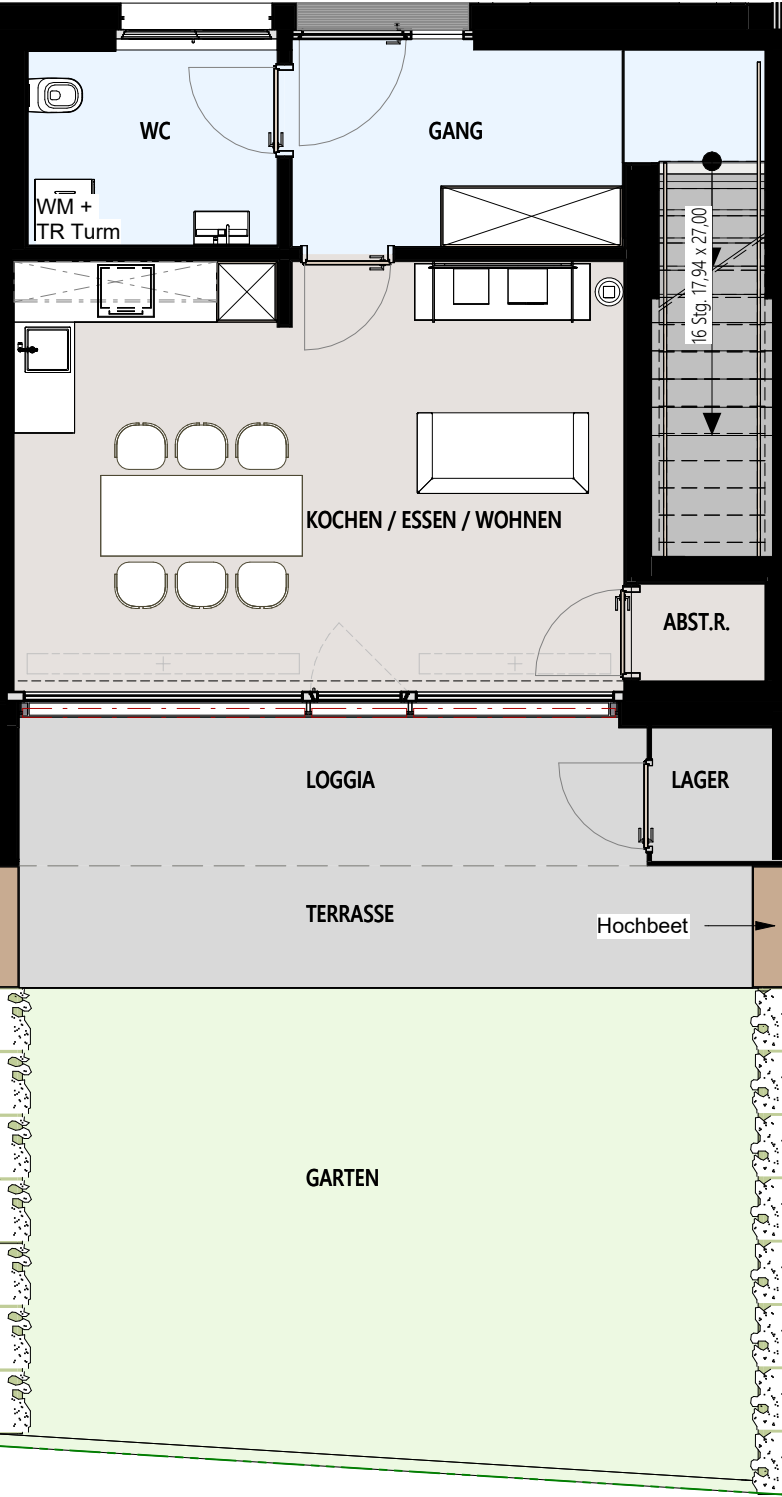 WC
GANG
WM +
TR Turm
16 Stg. 17,94 x 27,00
KOCHEN / ESSEN / WOHNEN
ABST.R.
LOGGIA
LAGER
TERRASSE
Hochbeet
GARTEN